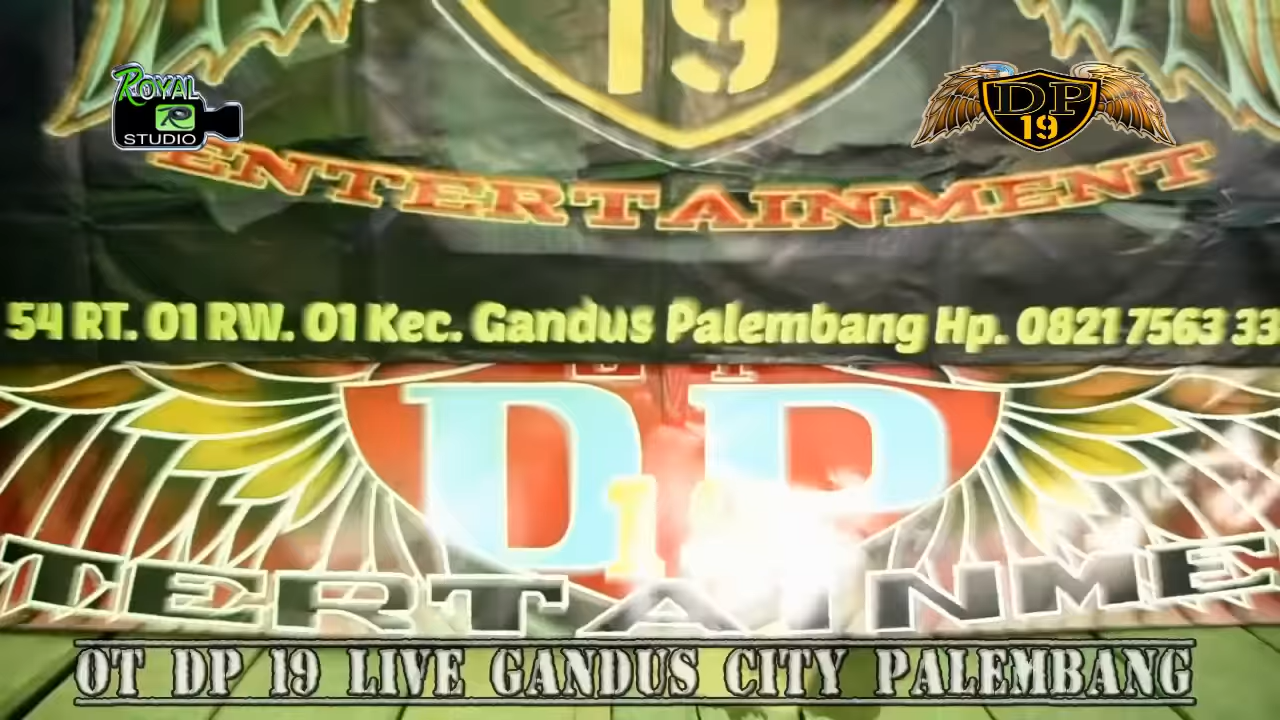 19
ROYAL
R
STUDIO
DP
19
ENTERTAINMENT
54 RT. 01 RW. 01 Kec. Gandus Palembang Hp. 0821 7563 33
DP
TERTAINME
OT DP 19 LIVE GANDUS CITY PALEMBANG